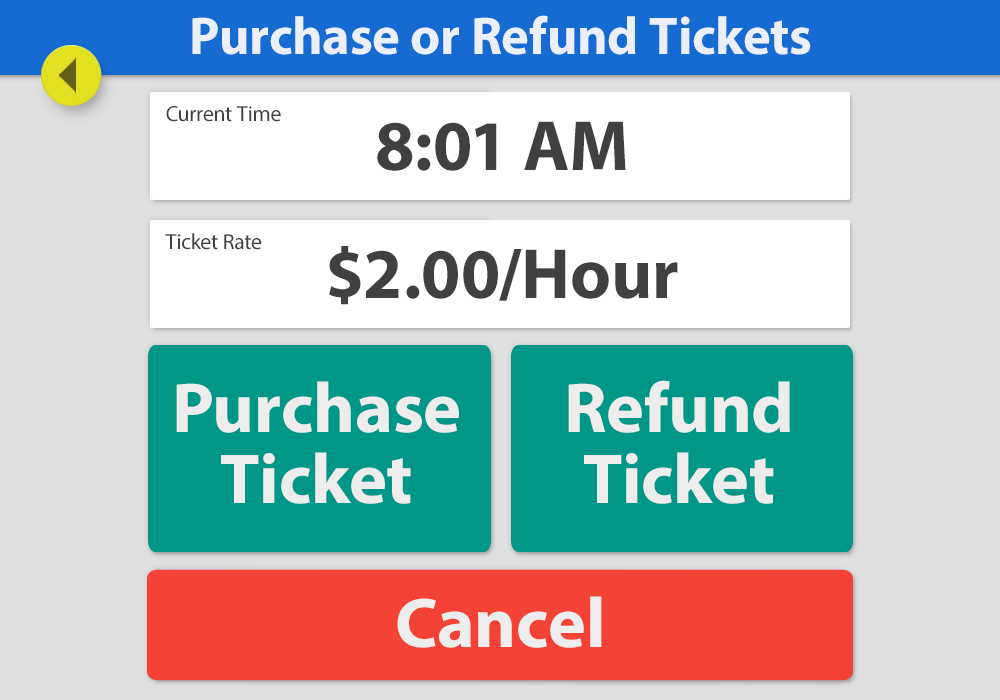 Purchase or Refund Tickets
Current Time
8:01 AM
Ticket Rate
$2.00/Hour
Purchase
Ticket
Refund
Ticket
Cancel